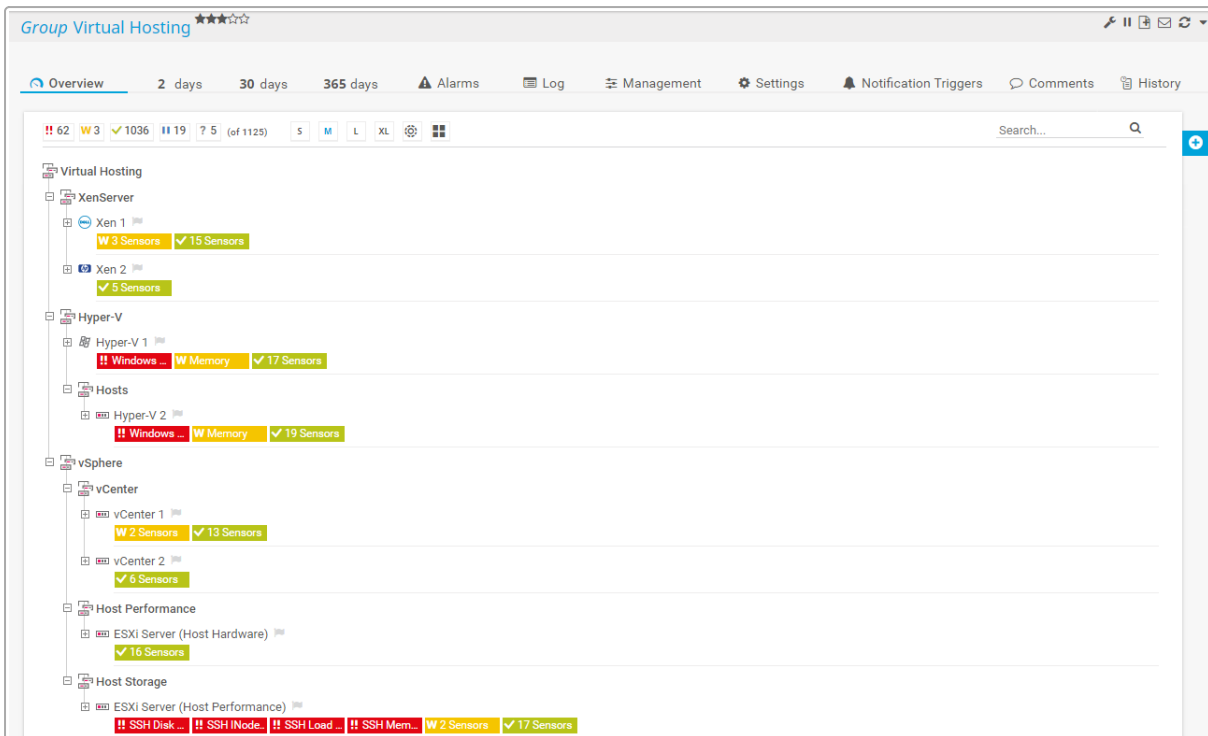 Group Virtual Hosting
Overview 2 days 30 days 365 days Alarms Log Management Settings Notification Triggers Comments History
!! 62 W 3 1036 19 ? 5 (of 1125) S M L XL Search...
Virtual Hosting
XenServer
Xen 1
W 3 Sensors 15 Sensors
Xen 2
5 Sensors
Hyper-V
Hyper-V 1
!! Windows ... W Memory 17 Sensors
Hosts
Hyper-V 2
!! Windows ... W Memory 19 Sensors
vSphere
vCenter
vCenter 1
W 2 Sensors 13 Sensors
vCenter 2
6 Sensors
Host Performance
ESXi Server (Host Hardware)
16 Sensors
Host Storage
ESXi Server (Host Performance)
!! SSH Disk ... !! SSH INode.. !! SSH Load ... !! SSH Mem... W 2 Sensors 17 Sensors